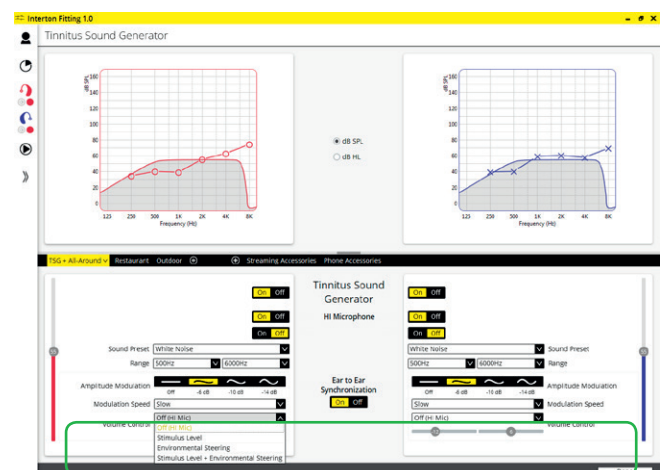 Interton Fitting 1.0
Tinnitus Sound Generator
dB SPL
160
140
120
100
80
60
40
20
0
125 250 500 1K 2K 4K 8K
Frequency (Hz)
dB SPL
dB HL
dB SPL
160
140
120
100
80
60
40
20
0
125 250 500 1K 2K 4K 8K
Frequency (Hz)
TSG + All-Around Restaurant Outdoor Streaming Accessories Phone Accessories
On Off Tinnitus Sound Generator On Off
On Off HI Microphone On Off
On Off On Off
Sound Preset White Noise White Noise Sound Preset
Range 500Hz 6000Hz 500Hz 6000Hz Range
Amplitude Modulation Off -6 dB -10 dB -14 dB Ear to Ear Synchronization Off -6 dB -10 dB -14 dB Amplitude Modulation
Modulation Speed Slow On Off Slow Modulation Speed
Volume Control Off (HI Mic) Off (HI Mic) Volume Control
Off (HI Mic)
Stimulus Level
Environmental Steering
Stimulus Level + Environmental Steering